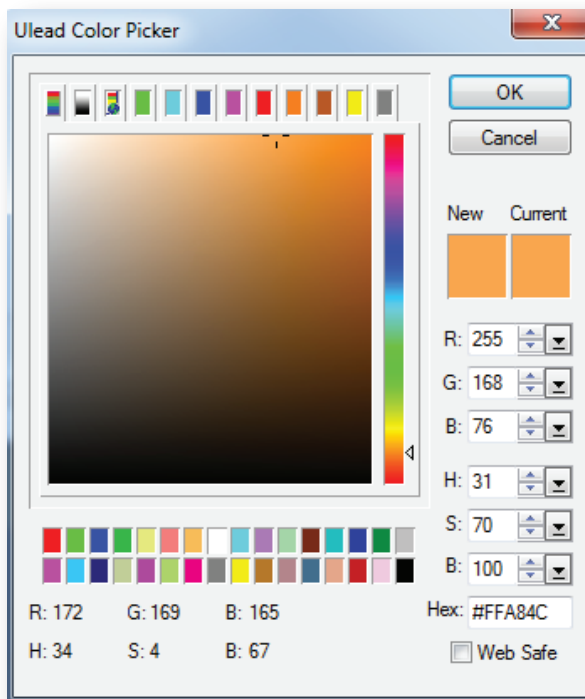 Ulead Color Picker
OK
Cancel
New Current
R: 255
G: 168
B: 76
H: 31
S: 70
B: 100
Hex: #FFA84C
Web Safe
R: 172 G: 169 B: 165
H: 34 S: 4 B: 67